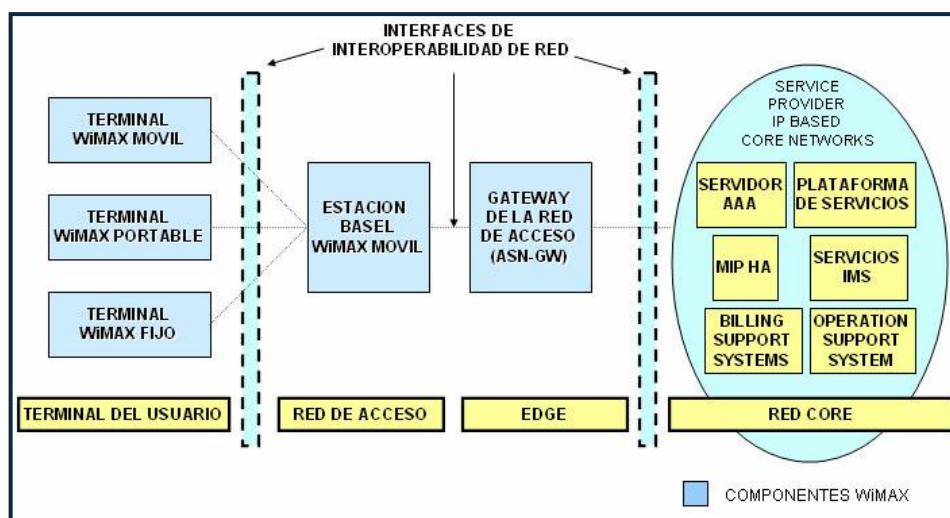 INTERFACES DE
INTEROPERABILIDAD DE RED
TERMINAL
WiMAX MOVIL
TERMINAL
WiMAX PORTABLE
TERMINAL
WiMAX FIJO
ESTACION
BASEL
WiMAX MOVIL
GATEWAY
DE LA RED
DE ACCESO
(ASN-GW)
SERVICE
PROVIDER
IP BASED
CORE NETWORKS
SERVIDOR
AAA
PLATAFORMA
DE SERVICIOS
MIP HA
SERVICIOS
IMS
BILLING
SUPPORT
SYSTEMS
OPERATION
SUPPORT
SYSTEM
TERMINAL DEL USUARIO
RED DE ACCESO
EDGE
RED CORE
COMPONENTES WiMAX